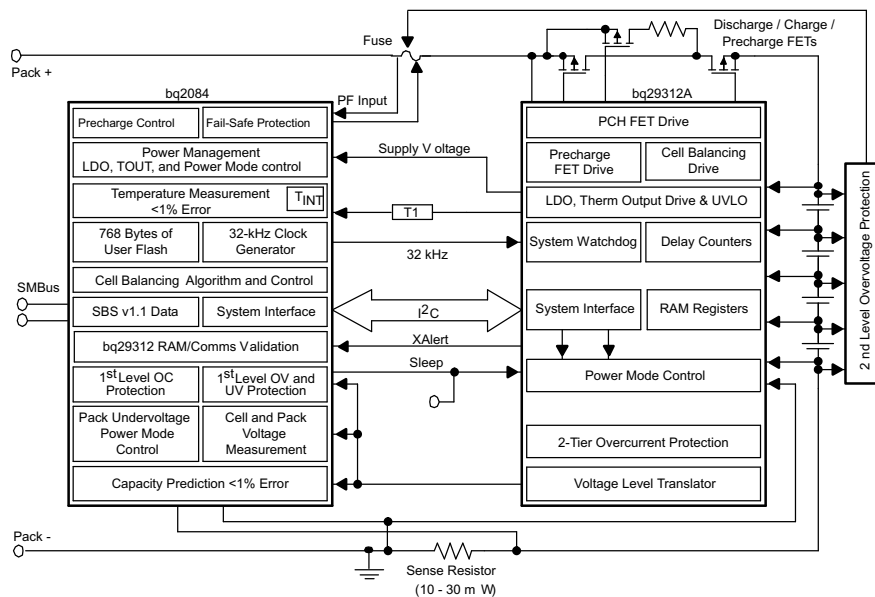 Discharge / Charge /
Precharge FETs
Fuse
Pack +
bq2084
bq29312A
PF Input
Precharge Control
Fail-Safe Protection
PCH FET Drive
Power Management
LDO, TOUT, and Power Mode control
Supply V oltage
Precharge
FET Drive
Cell Balancing
Drive
Temperature Measurement
<1% Error
TINT
T1
LDO, Therm Output Drive & UVLO
768 Bytes of
User Flash
32-kHz Clock
Generator
32 kHz
System Watchdog
Delay Counters
Cell Balancing Algorithm and Control
SMBus
SBS v1.1 Data
System Interface
I2C
System Interface
RAM Registers
bq29312 RAM/Comms Validation
XAlert
Sleep
1st Level OC
Protection
1st Level OV and
UV Protection
Power Mode Control
Pack Undervoltage
Power Mode
Control
Cell and Pack
Voltage
Measurement
2-Tier Overcurrent Protection
Capacity Prediction <1% Error
Voltage Level Translator
2 nd Level Overvoltage Protection
Pack -
Sense Resistor
(10 - 30 m W)